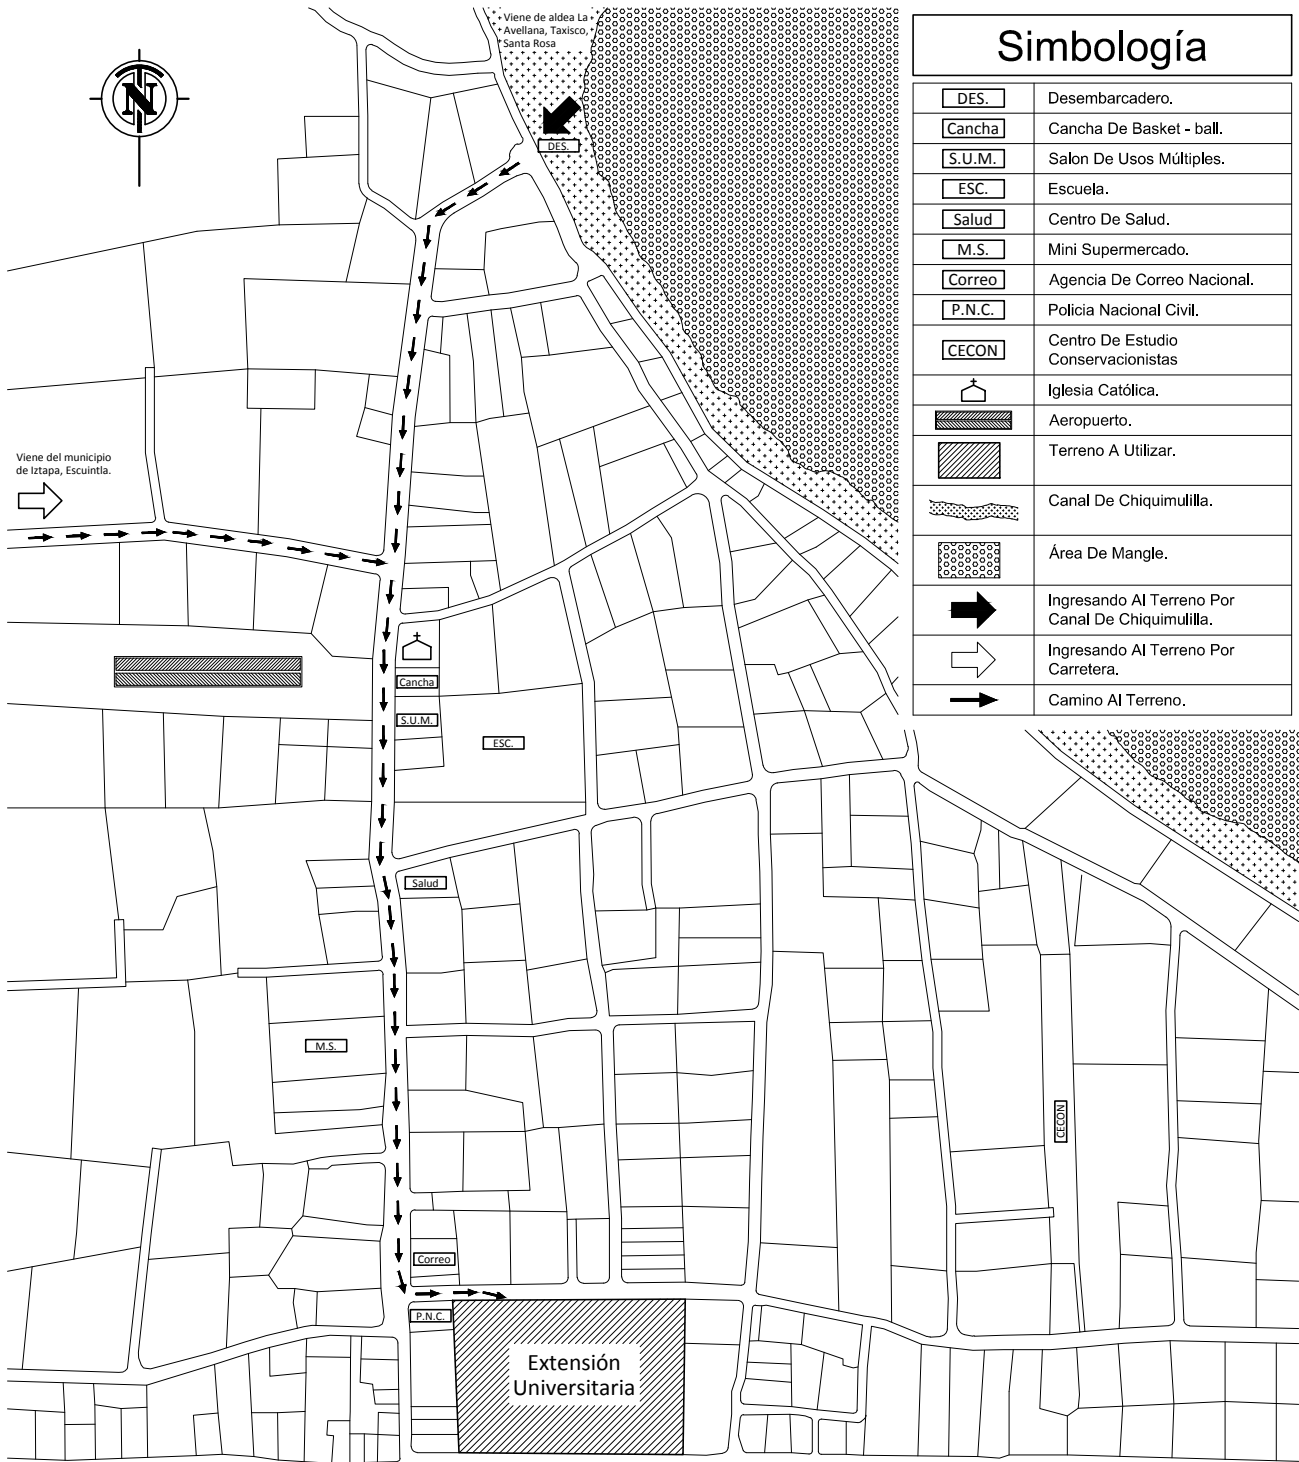 Viene de aldea La
Avellana, Taxisco,
Santa Rosa
N
DES.
Viene del municipio
de Iztapa, Escuintla.
Cancha
S.U.M.
ESC.
Salud
M.S.
CECON
Correo
P.N.C.
Extensión
Universitaria
Simbología
DES. Desembarcadero.
Cancha Cancha De Basket - ball.
S.U.M. Salon De Usos Múltiples.
ESC. Escuela.
Salud Centro De Salud.
M.S. Mini Supermercado.
Correo Agencia De Correo Nacional.
P.N.C. Policia Nacional Civil.
CECON Centro De Estudio
Conservacionistas
Iglesia Católica.
Aeropuerto.
Terreno A Utilizar.
Canal De Chiquimulilla.
Área De Mangle.
Ingresando Al Terreno Por
Canal De Chiquimulilla.
Ingresando Al Terreno Por
Carretera.
Camino Al Terreno.